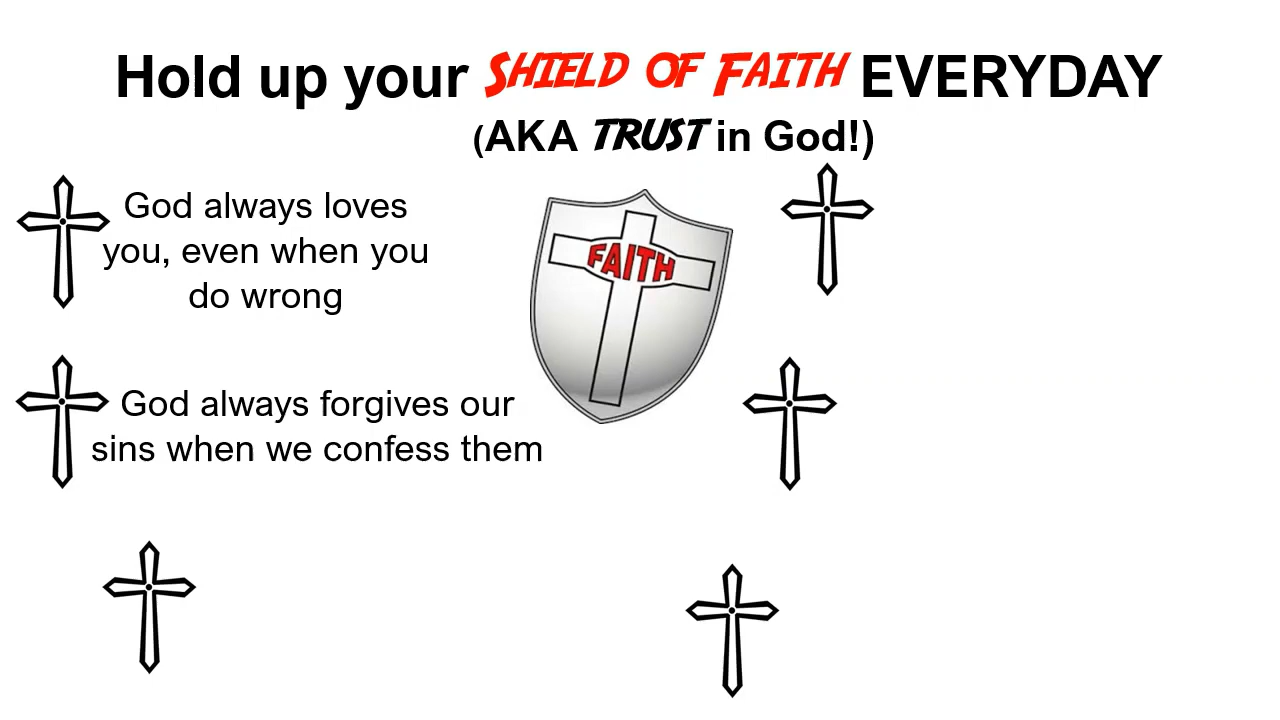 Hold up your SHIELD OF FAITH EVERYDAY
(AKA TRUST in God!)
God always loves
you, even when you
do wrong
FAITH
God always forgives our
sins when we confess them